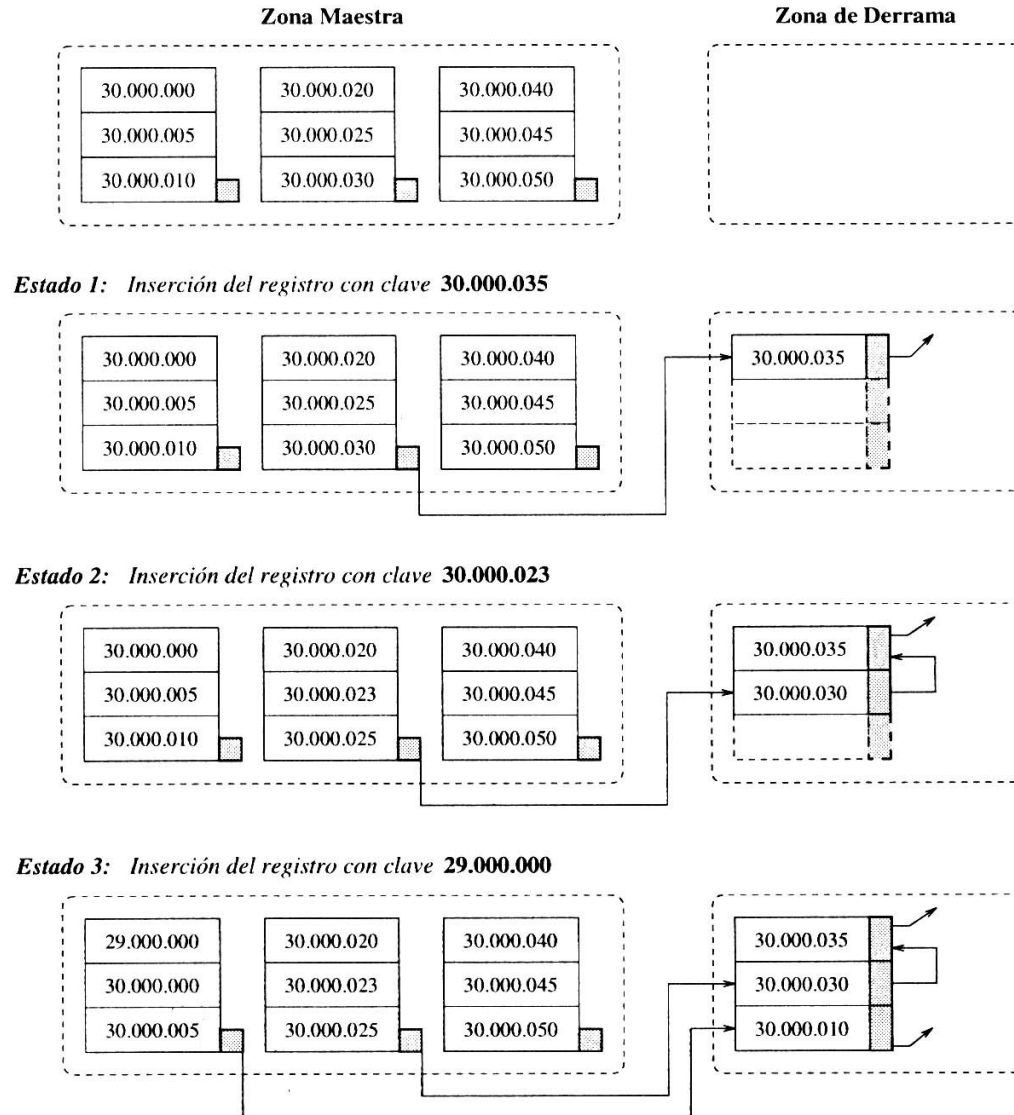 Zona Maestra Zona de Derrama
30.000.000 30.000.020 30.000.040
30.000.005 30.000.025 30.000.045
30.000.010 30.000.030 30.000.050
Estado 1: Inserción del registro con clave 30.000.035
30.000.000 30.000.020 30.000.040 30.000.035
30.000.005 30.000.025 30.000.045
30.000.010 30.000.030 30.000.050
Estado 2: Inserción del registro con clave 30.000.023
30.000.000 30.000.020 30.000.040 30.000.035
30.000.005 30.000.023 30.000.045 30.000.030
30.000.010 30.000.025 30.000.050
Estado 3: Inserción del registro con clave 29.000.000
29.000.000 30.000.020 30.000.040 30.000.035
30.000.000 30.000.023 30.000.045 30.000.030
30.000.005 30.000.025 30.000.050 30.000.010